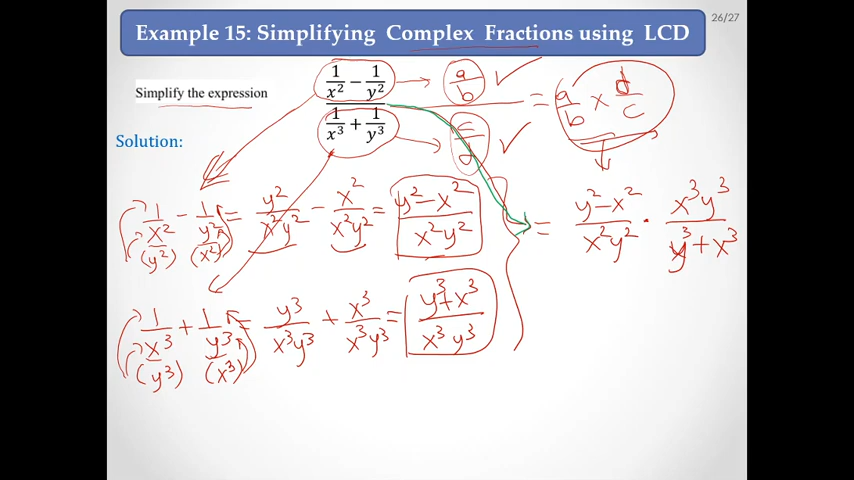 26/27
Example 15: Simplifying Complex Fractions using LCD
Simplify the expression
1/x² − 1/y² → a/b
1/x³ + 1/y³ → c/d
= a/b × d/c
Solution:
1/x² − 1/y² = y²/x²y² − x²/x²y² = y²−x²/x²y²
(y²) (x²)
= y²−x²/x²y² · x³y³/y³+x³
1/x³ + 1/y³ = y³/x³y³ + x³/x³y³ = y³+x³/x³y³
(y³) (x³)